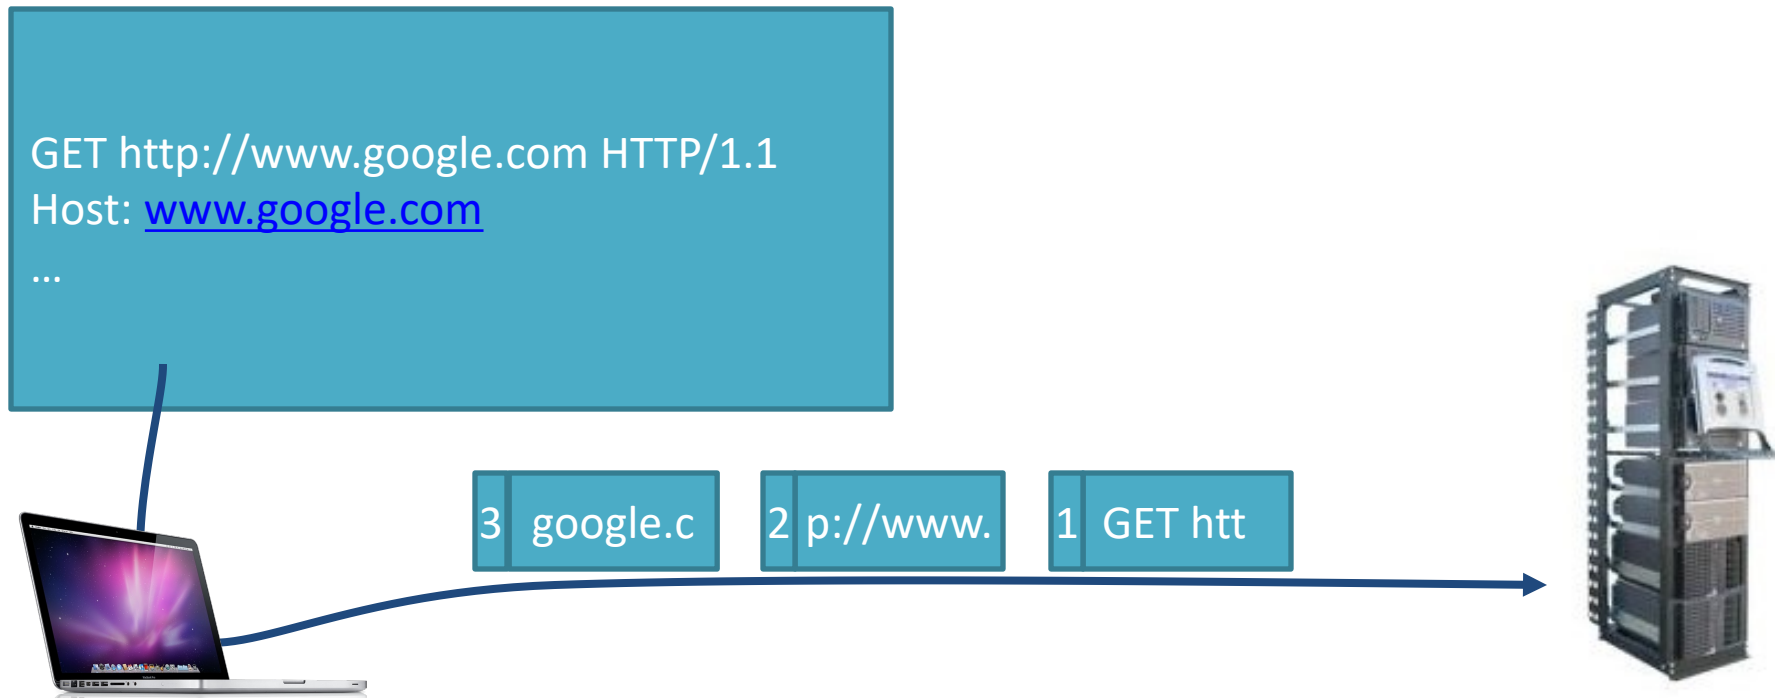 GET http://www.google.com HTTP/1.1
Host: www.google.com
…
3 google.c
2 p://www.
1 GET htt